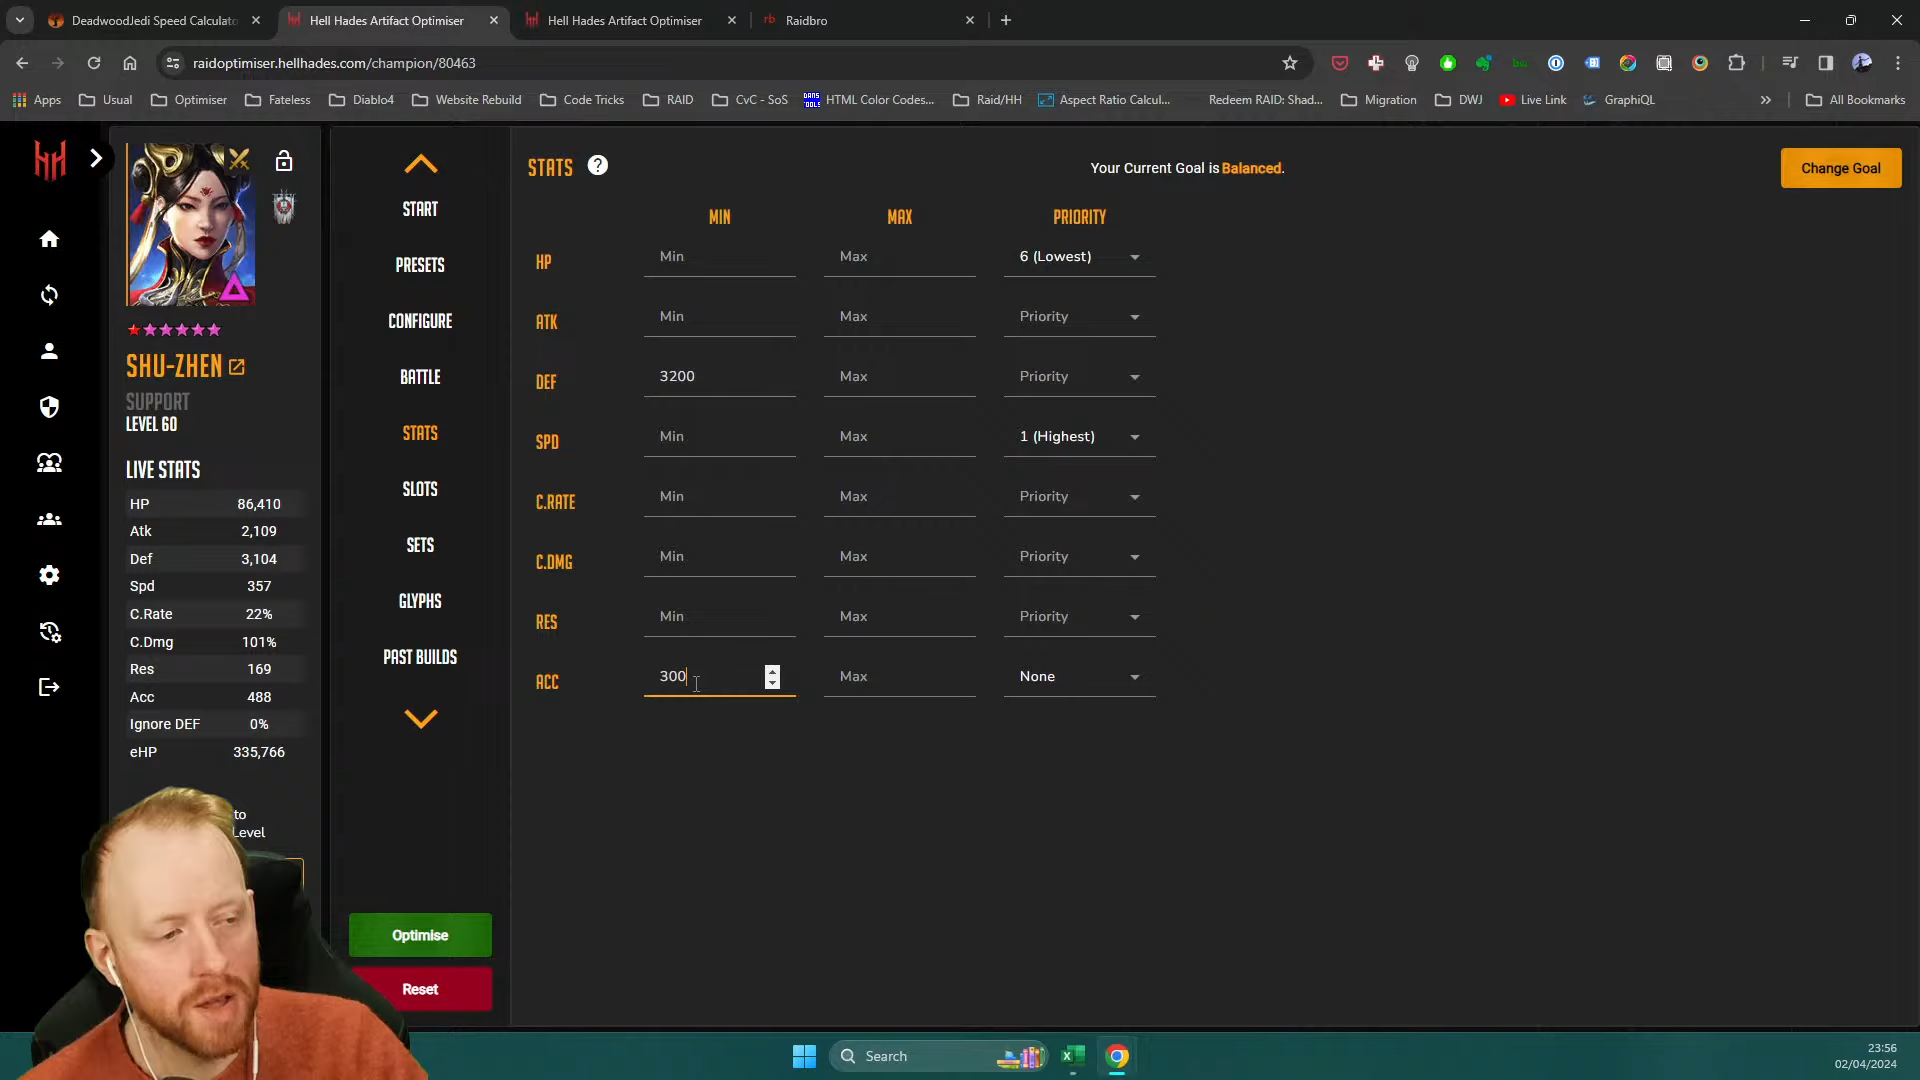 DeadwoodJedi Speed Calculato
Hell Hades Artifact Optimiser
Hell Hades Artifact Optimiser
rb Raidbro
raidoptimiser.hellhades.com/champion/80463
Apps
Usual
Optimiser
Fateless
Diablo4
Website Rebuild
Code Tricks
RAID
CvC - SoS
HTML Color Codes...
Raid/HH
Aspect Ratio Calcul...
Redeem RAID: Shad...
Migration
DWJ
Live Link
GraphiQL
All Bookmarks
SHU-ZHEN
SUPPORT
LEVEL 60
LIVE STATS
HP 86,410
Atk 2,109
Def 3,104
Spd 357
C.Rate 22%
C.Dmg 101%
Res 169
Acc 488
Ignore DEF 0%
eHP 335,766
to
Level
START
PRESETS
CONFIGURE
BATTLE
STATS
SLOTS
SETS
GLYPHS
PAST BUILDS
Optimise
Reset
STATS ?
Your Current Goal is Balanced.
Change Goal
MIN MAX PRIORITY
HP Min Max 6 (Lowest)
ATK Min Max Priority
DEF 3200 Max Priority
SPD Min Max 1 (Highest)
C.RATE Min Max Priority
C.DMG Min Max Priority
RES Min Max Priority
ACC 300 Max None
Search
23:56
02/04/2024